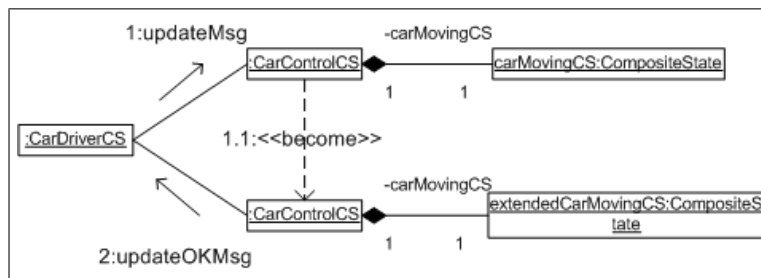 1:updateMsg
-carMovingCS
:CarControlCS
carMovingCS:CompositeState
1
1
:CarDriverCS
1.1:<<become>>
-carMovingCS
:CarControlCS
extendedCarMovingCS:CompositeS
tate
1
1
2:updateOKMsg